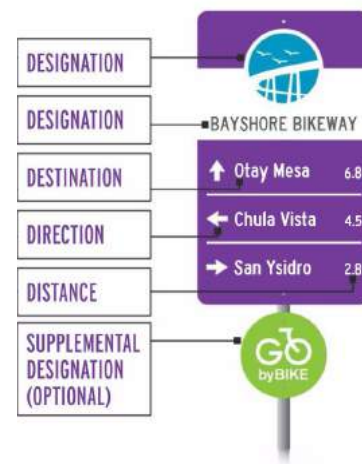 DESIGNATION
DESIGNATION
DESTINATION
DIRECTION
DISTANCE
SUPPLEMENTAL
DESIGNATION
(OPTIONAL)
BAYSHORE BIKEWAY
Otay Mesa 6.8
Chula Vista 4.5
San Ysidro 2.8
GO
byBIKE